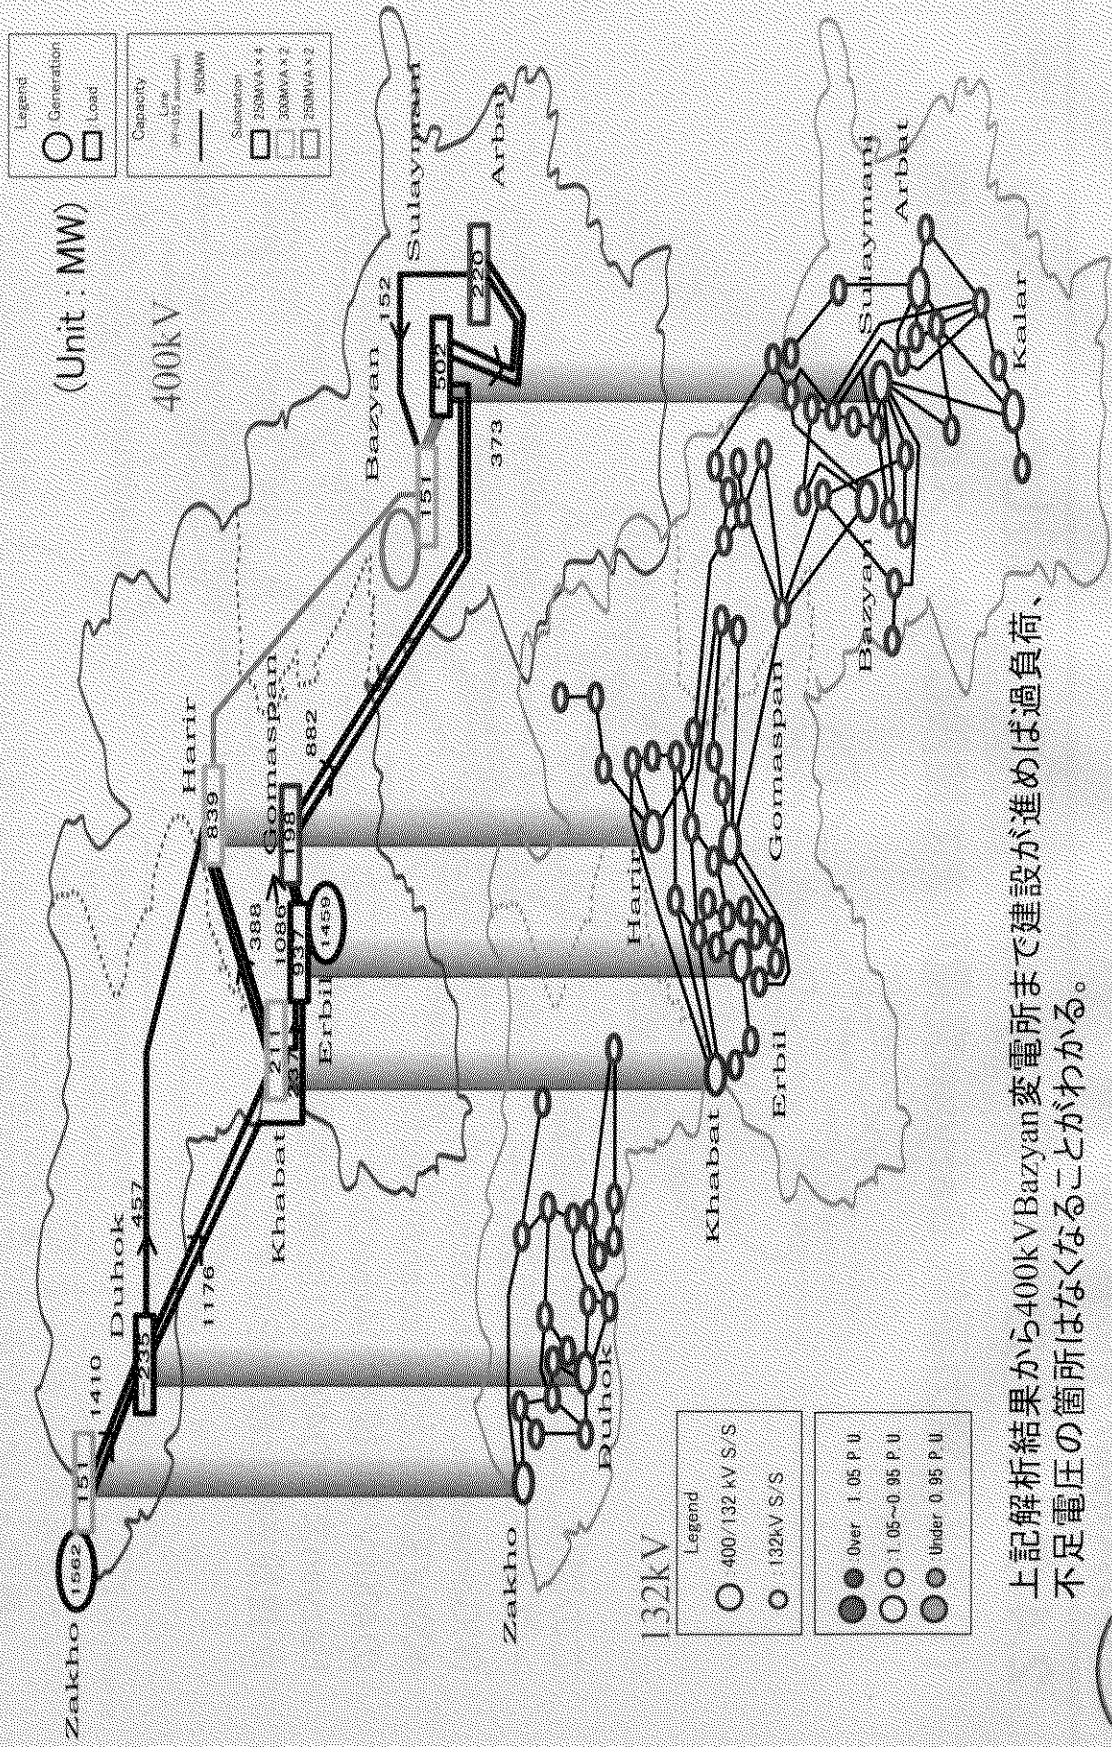 (Unit : MW)
Legend
Generation
Load
Capacity
Line
(PF=0.95 assumed)
950MW
Substation
250MVA×4
300MVA×2
250MVA×2
400kV
Zakho
1562
151
1410
Duhok
235
457
1176
Khabat
211
237
Erbil
937
1459
388
1086
Harir
839
Gomaspan
198
882
Bazyan
151
502
373
152
Sulaymani
220
Arbat
132kV
Legend
400/132 kV S/S
132kV S/S
Over 1.05 P.U
1.05~0.95 P.U
Under 0.95 P.U
Zakho
Duhok
Khabat
Erbil
Harir
Gomaspan
Bazyan
Sulaymani
Arbat
Kalar
上記解析結果から400kVBazyan変電所まで建設が進めば過負荷、
不足電圧の箇所はなくなることがわかる。